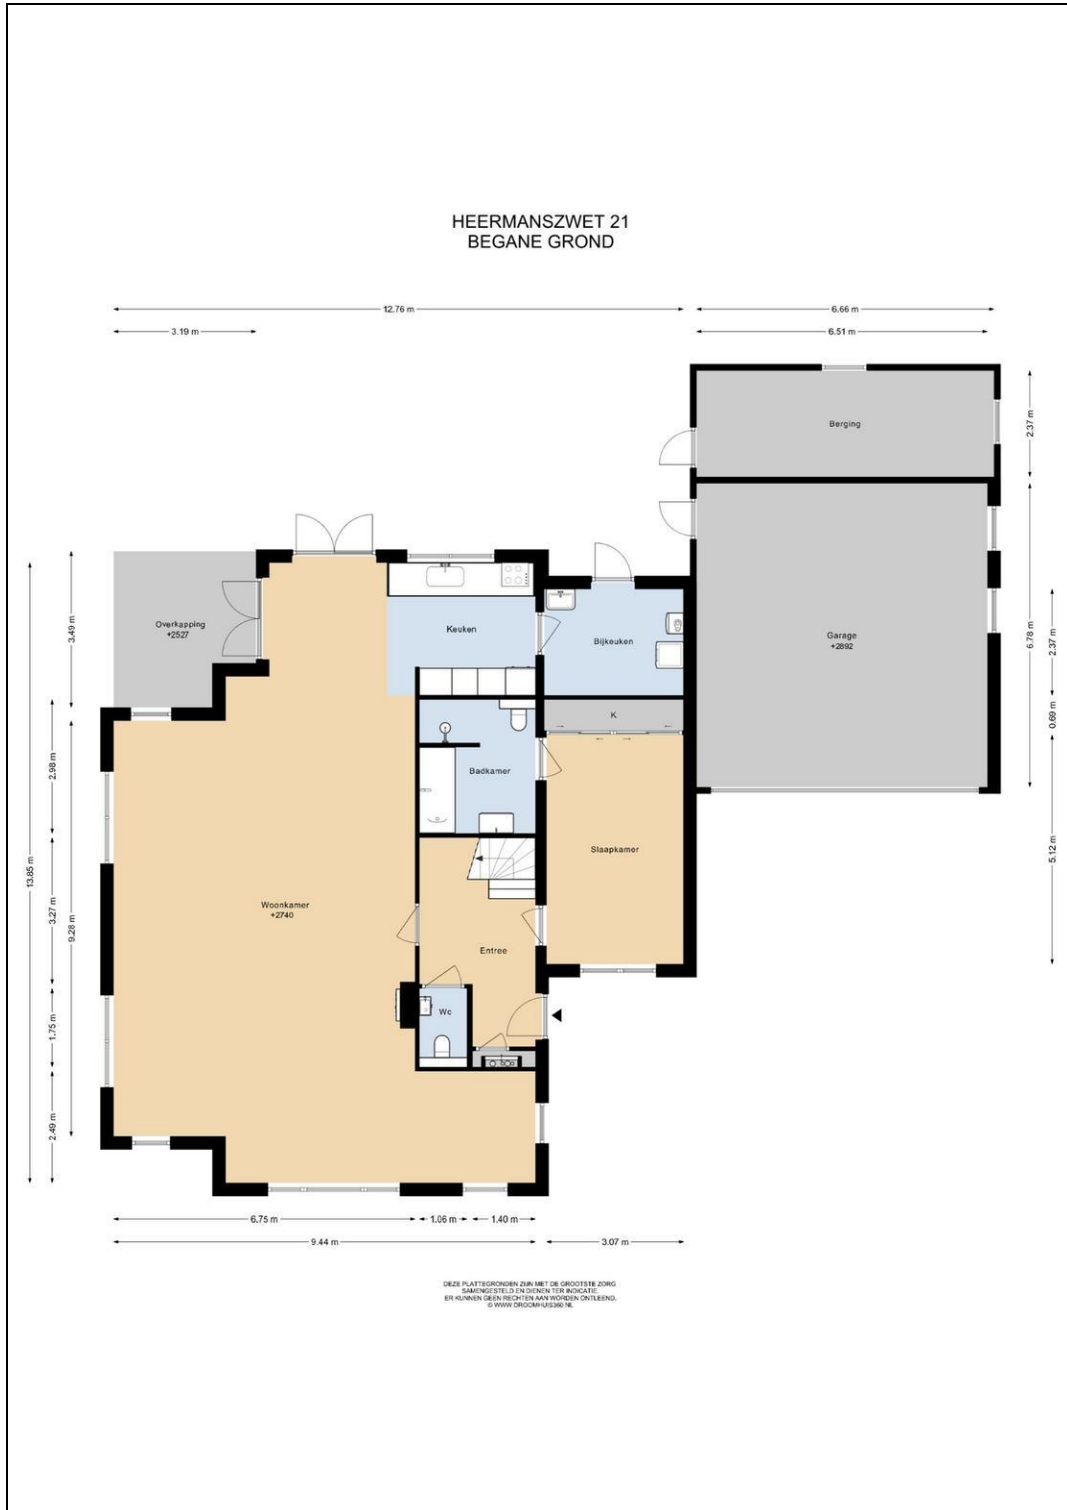 HEERMANSZWET 21
BEGANE GROND
12.76 m
6.66 m
3.19 m
6.51 m
Berging
2.37 m
Overkapping
+2527
Keuken
Bijkeuken
Garage
+2892
3.49 m
6.78 m
2.37 m
K
0.69 m
Badkamer
2.98 m
Slaapkamer
5.12 m
13.85 m
Woonkamer
+2740
3.27 m
9.28 m
Entree
Wc
1.75 m
2.49 m
6.75 m
1.06 m
1.40 m
9.44 m
3.07 m
DEZE PLATTEGRONDEN ZIJN MET DE GROOTSTE ZORG
SAMENGESTELD EN DIENEN TER INDICATIE.
ER KUNNEN GEEN RECHTEN AAN WORDEN ONTLEEND.
© WWW.DROOMHUIS360.NL